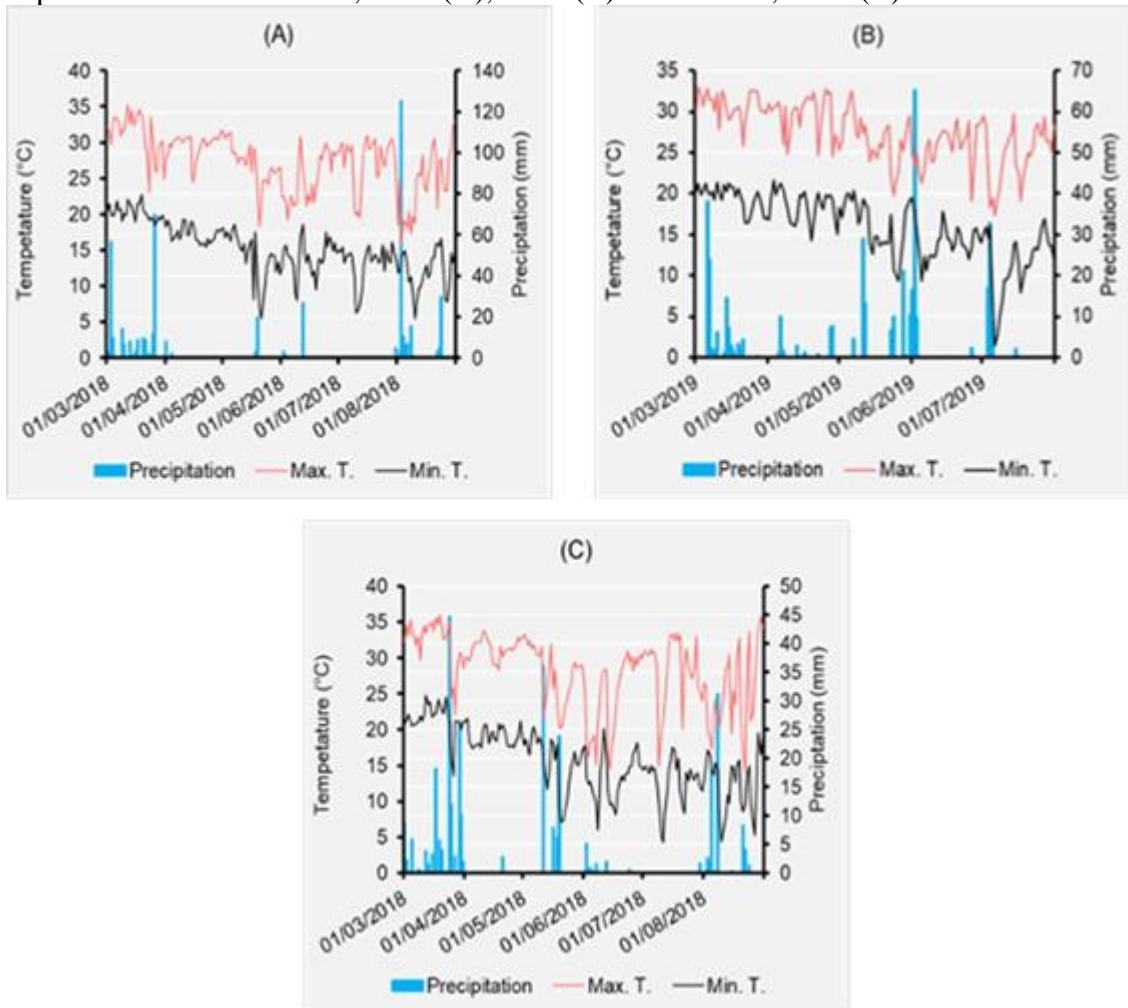 (A)
40 140
35 120
30 100
25 80
20 60
15 40
10 20
5
0 0
Tempetature (°C)
Preciptation (mm)
01/03/2018 01/04/2018 01/05/2018 01/06/2018 01/07/2018 01/08/2018
Precipitation Max. T. Min. T.
(B)
35 70
30 60
25 50
20 40
15 30
10 20
5 10
0 0
Tempetature (°C)
Preciptation (mm)
01/03/2019 01/04/2019 01/05/2019 01/06/2019 01/07/2019
Precipitation Max. T. Min. T.
(C)
40 50
35 45
30 40
25 35
20 30
15 25
10 20
5 15
0 10
5
0
Tempetature (°C)
Preciptation (mm)
01/03/2018 01/04/2018 01/05/2018 01/06/2018 01/07/2018 01/08/2018
Precipitation Max. T. Min. T.